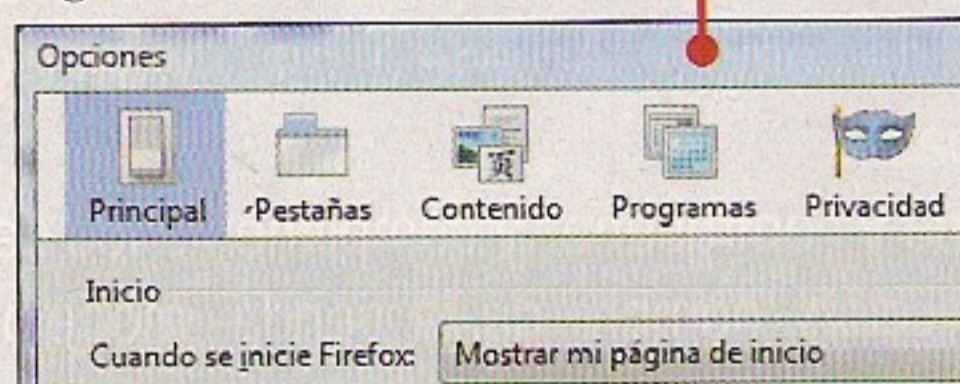 Opciones
Principal Pestañas Contenido Programas Privacidad
Inicio
Cuando se inicie Firefox: Mostrar mi página de inicio